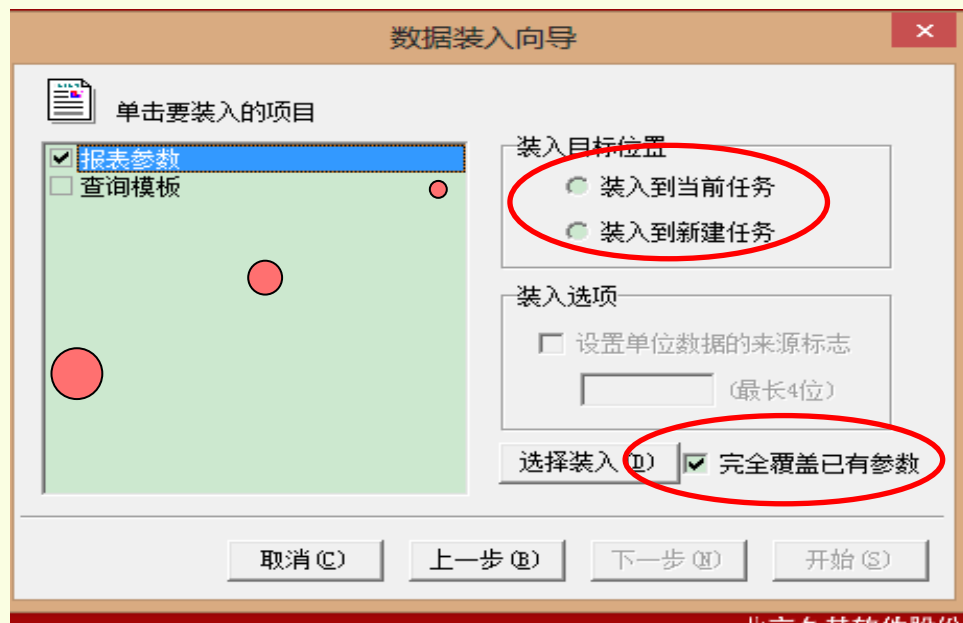 数据装入向导
单击要装入的项目
报表参数
查询模板
装入目标位置
装入到当前任务
装入到新建任务
装入选项
设置单位数据的来源标志
(最长4位)
选择装入(D)
完全覆盖已有参数
取消(C)
上一步(B)
下一步(N)
开始(S)